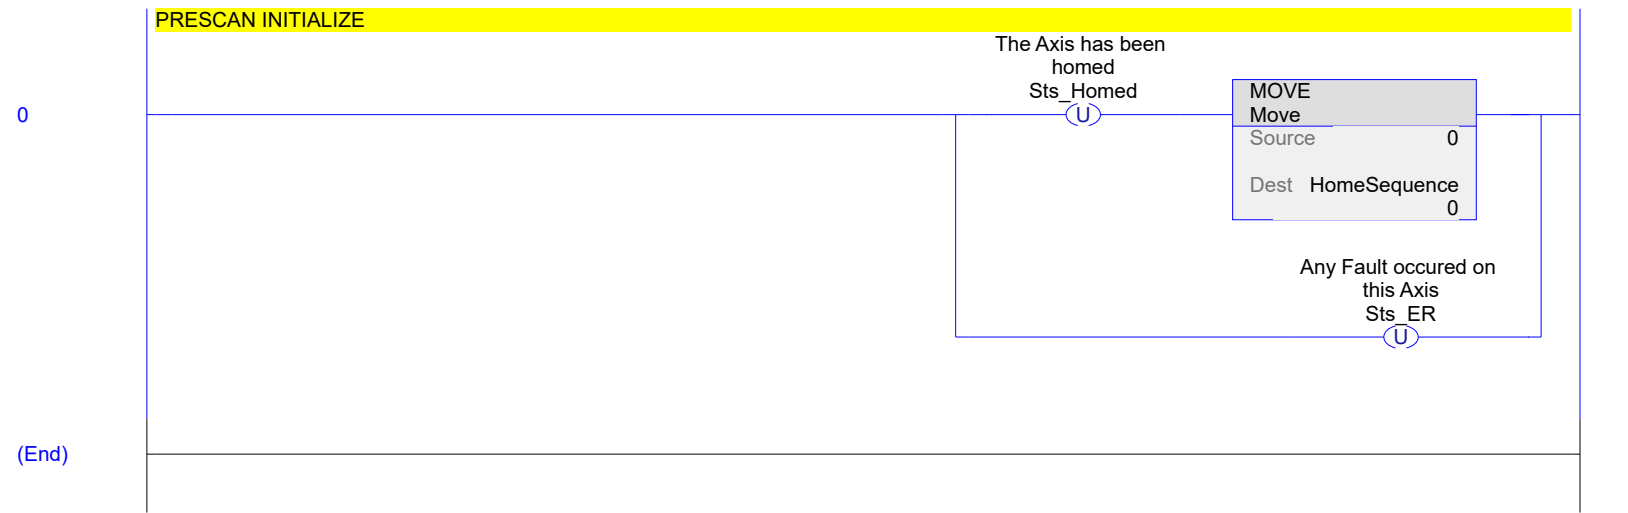 PRESCAN INITIALIZE
The Axis has been
homed
Sts_Homed
0
U
MOVE
Move
Source 0
Dest HomeSequence
0
Any Fault occured on
this Axis
Sts_ER
U
(End)